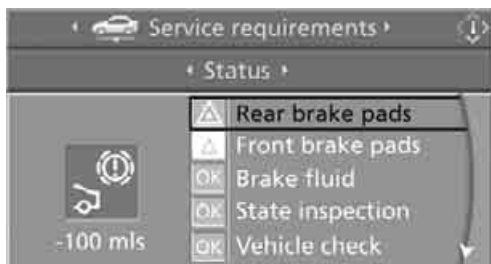 Service requirements
Status
Rear brake pads
Front brake pads
OK Brake fluid
OK State inspection
-100 mls OK Vehicle check